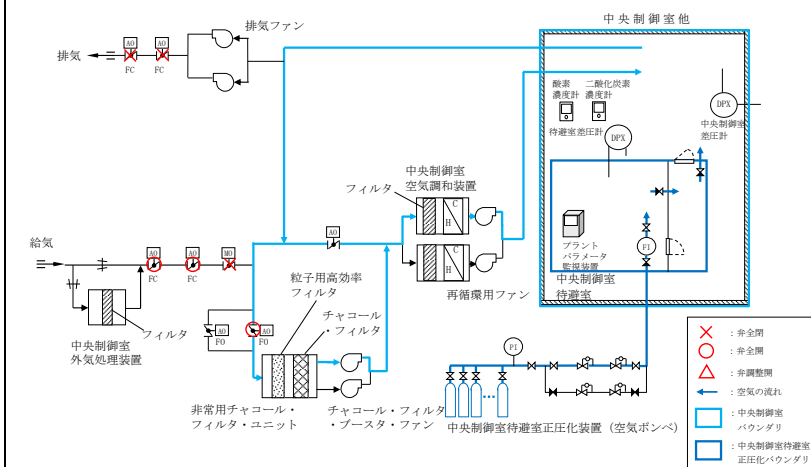 中央制御室他
排気ファン
排気
AO
AO
FC
FC
酸素
濃度計
二酸化炭素
濃度計
待避室差圧計
DPX
DPX
中央制御室
差圧計
中央制御室
空気調和装置
フィルタ
C
H
C
H
再循環用ファン
AO
給気
AO
AO
MO
FC
FC
フィルタ
中央制御室
外気処理装置
粒子用高効率
フィルタ
チャコール
・フィルタ
AO
FO
AO
FO
非常用チャコール・
フィルタ・ユニット
チャコール・フィルタ
・ブースタ・ファン
プラント
パラメータ
監視装置
中央制御室
待避室
FI
PI
中央制御室待避室正圧化装置（空気ボンベ）
：弁全閉
：弁全開
：弁調整開
：空気の流れ
：中央制御室
バウンダリ
：中央制御室待避室
正圧化バウンダリ